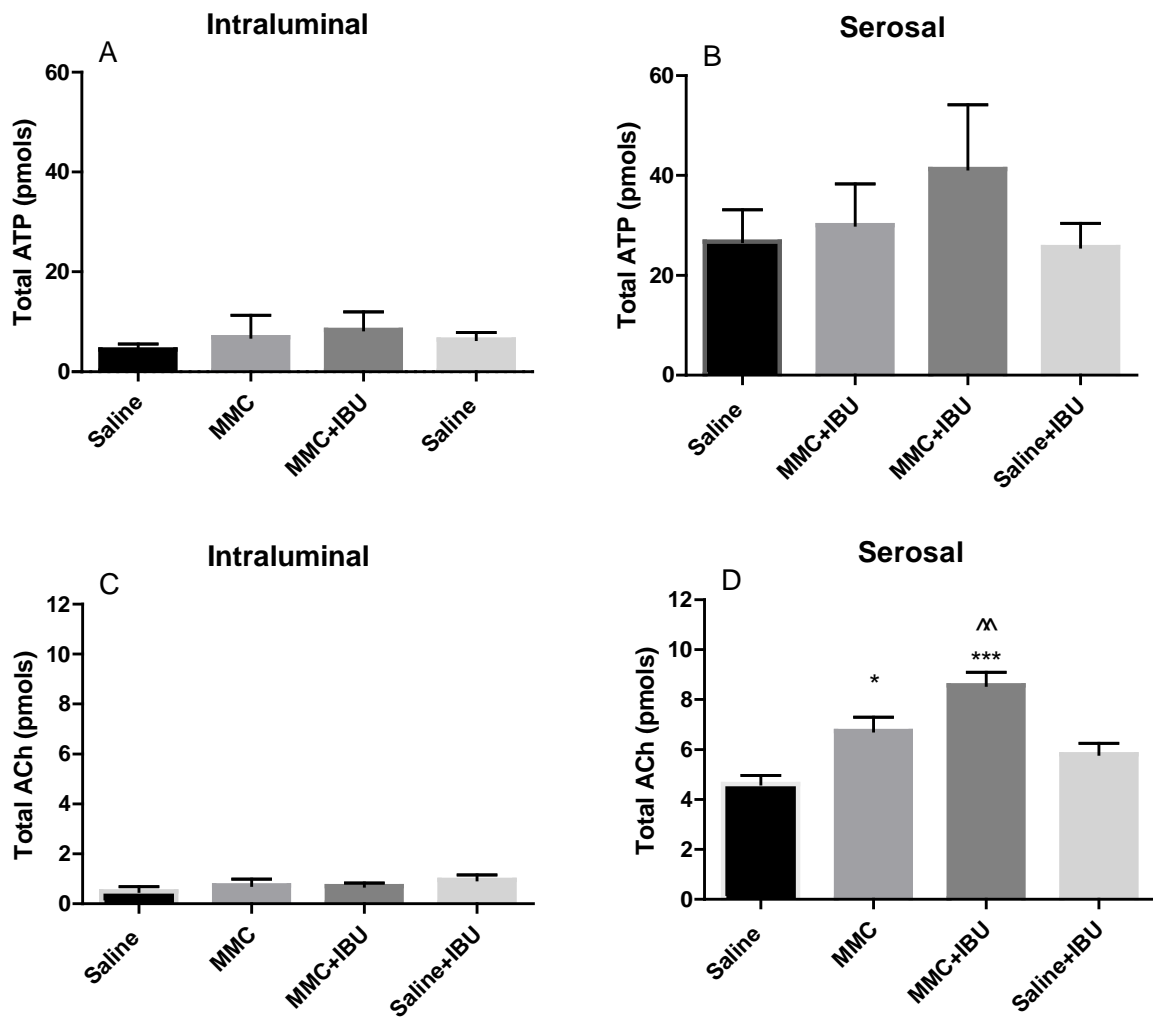 Intraluminal
A
Total ATP (pmols)
60
40
20
0
Saline
MMC
MMC+IBU
Saline
Serosal
B
Total ATP (pmols)
60
40
20
0
Saline
MMC+IBU
MMC+IBU
Saline+IBU
Intraluminal
C
Total ACh (pmols)
12
10
8
6
4
2
0
Saline
MMC
MMC+IBU
Saline+IBU
Serosal
D
Total ACh (pmols)
12
10
8
6
4
2
0
*
^^
***
Saline
MMC
MMC+IBU
Saline+IBU